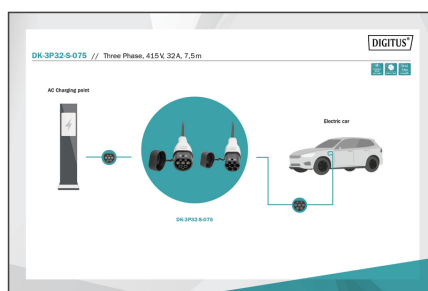 DIGITUS®
DK-3P32-S-075 // Three Phase, 415V, 32A, 7,5m
AC Charging point
Electric car
DK-3P32-S-075